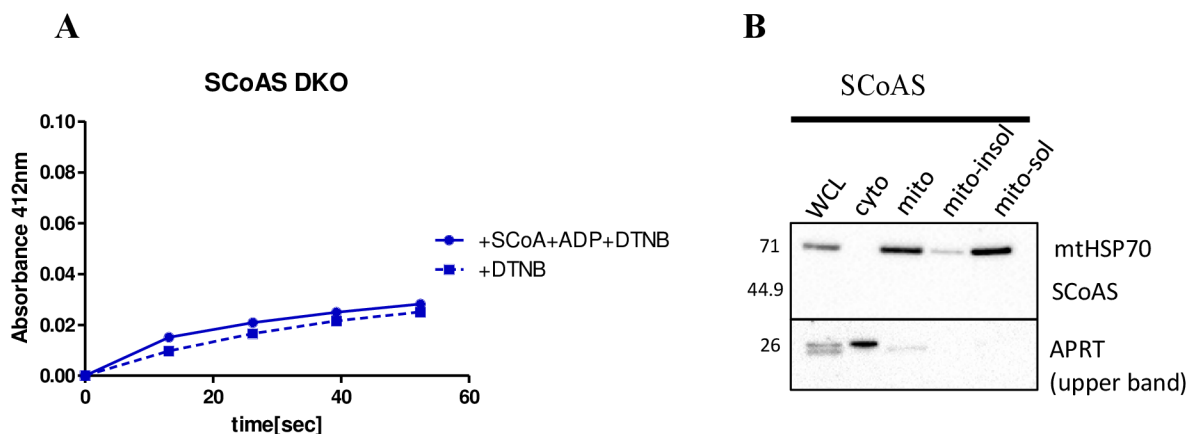 A
B
SCoAS DKO
Absorbance 412nm
0.10
0.08
0.06
0.04
0.02
0.00
0
20
40
60
time[sec]
+SCoA+ADP+DTNB
+DTNB
SCoAS
WCL
cyto
mito
mito-insol
mito-sol
71
mtHSP70
44.9
SCoAS
26
APRT
(upper band)